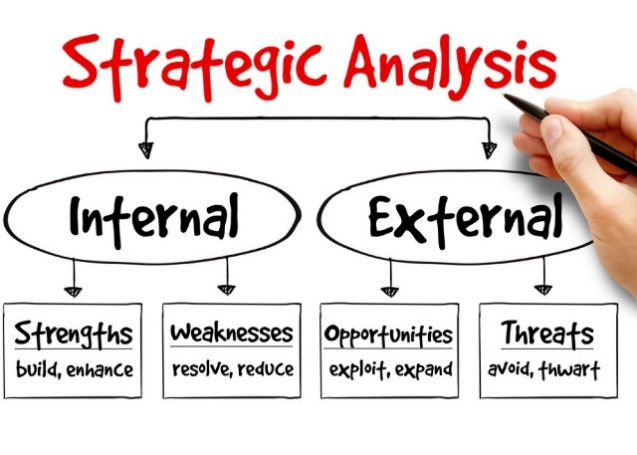 Strategic Analysis
Internal
External
Strengths
build, enhance
Weaknesses
resolve, reduce
Opportunities
exploit, expand
Threats
avoid, thwart